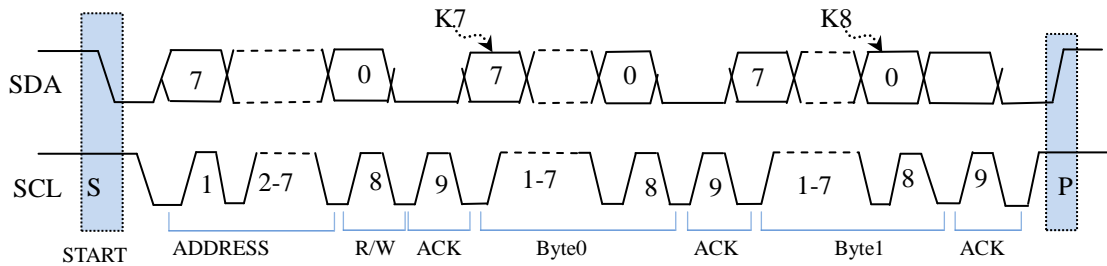 K7 K8
SDA 7 0 7 0 7 0
SCL S 1 2-7 8 9 1-7 8 9 1-7 8 9 P
START ADDRESS R/W ACK Byte0 ACK Byte1 ACK